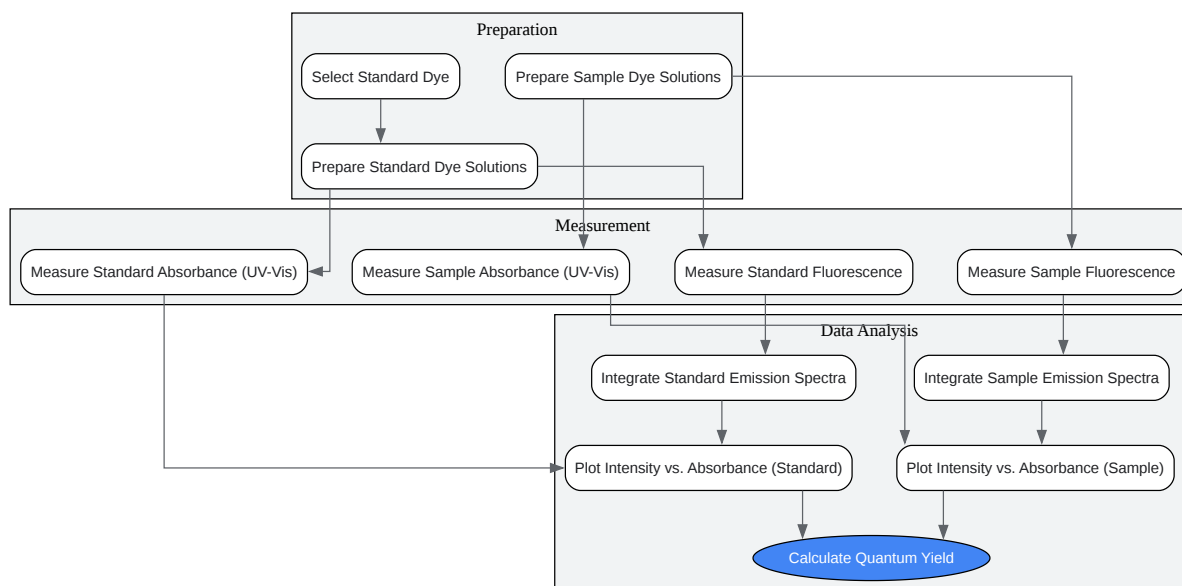 Preparation
Select Standard Dye
Prepare Sample Dye Solutions
Prepare Standard Dye Solutions
Measurement
Measure Standard Absorbance (UV-Vis)
Measure Sample Absorbance (UV-Vis)
Measure Standard Fluorescence
Measure Sample Fluorescence
Data Analysis
Integrate Standard Emission Spectra
Integrate Sample Emission Spectra
Plot Intensity vs. Absorbance (Standard)
Plot Intensity vs. Absorbance (Sample)
Calculate Quantum Yield